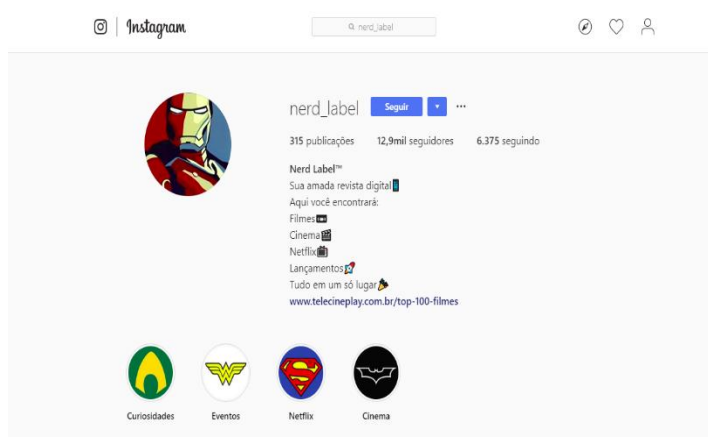 Instagram
nerd_label
nerd_label Seguir
315 publicações 12,9mil seguidores 6.375 seguindo
Nerd Label™
Sua amada revista digital
Aqui você encontrará:
Filmes
Cinema
Netflix
Lançamentos
Tudo em um só lugar
www.telecineplay.com.br/top-100-filmes
Curiosidades Eventos Netflix Cinema